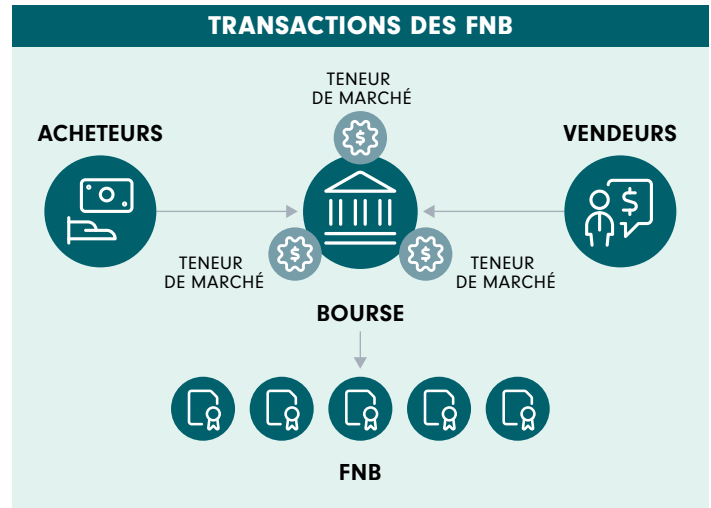 TRANSACTIONS DES FNB
TENEUR
DE MARCHÉ
ACHETEURS
VENDEURS
$
$
TENEUR
DE MARCHÉ
$
$
TENEUR
DE MARCHÉ
BOURSE
FNB